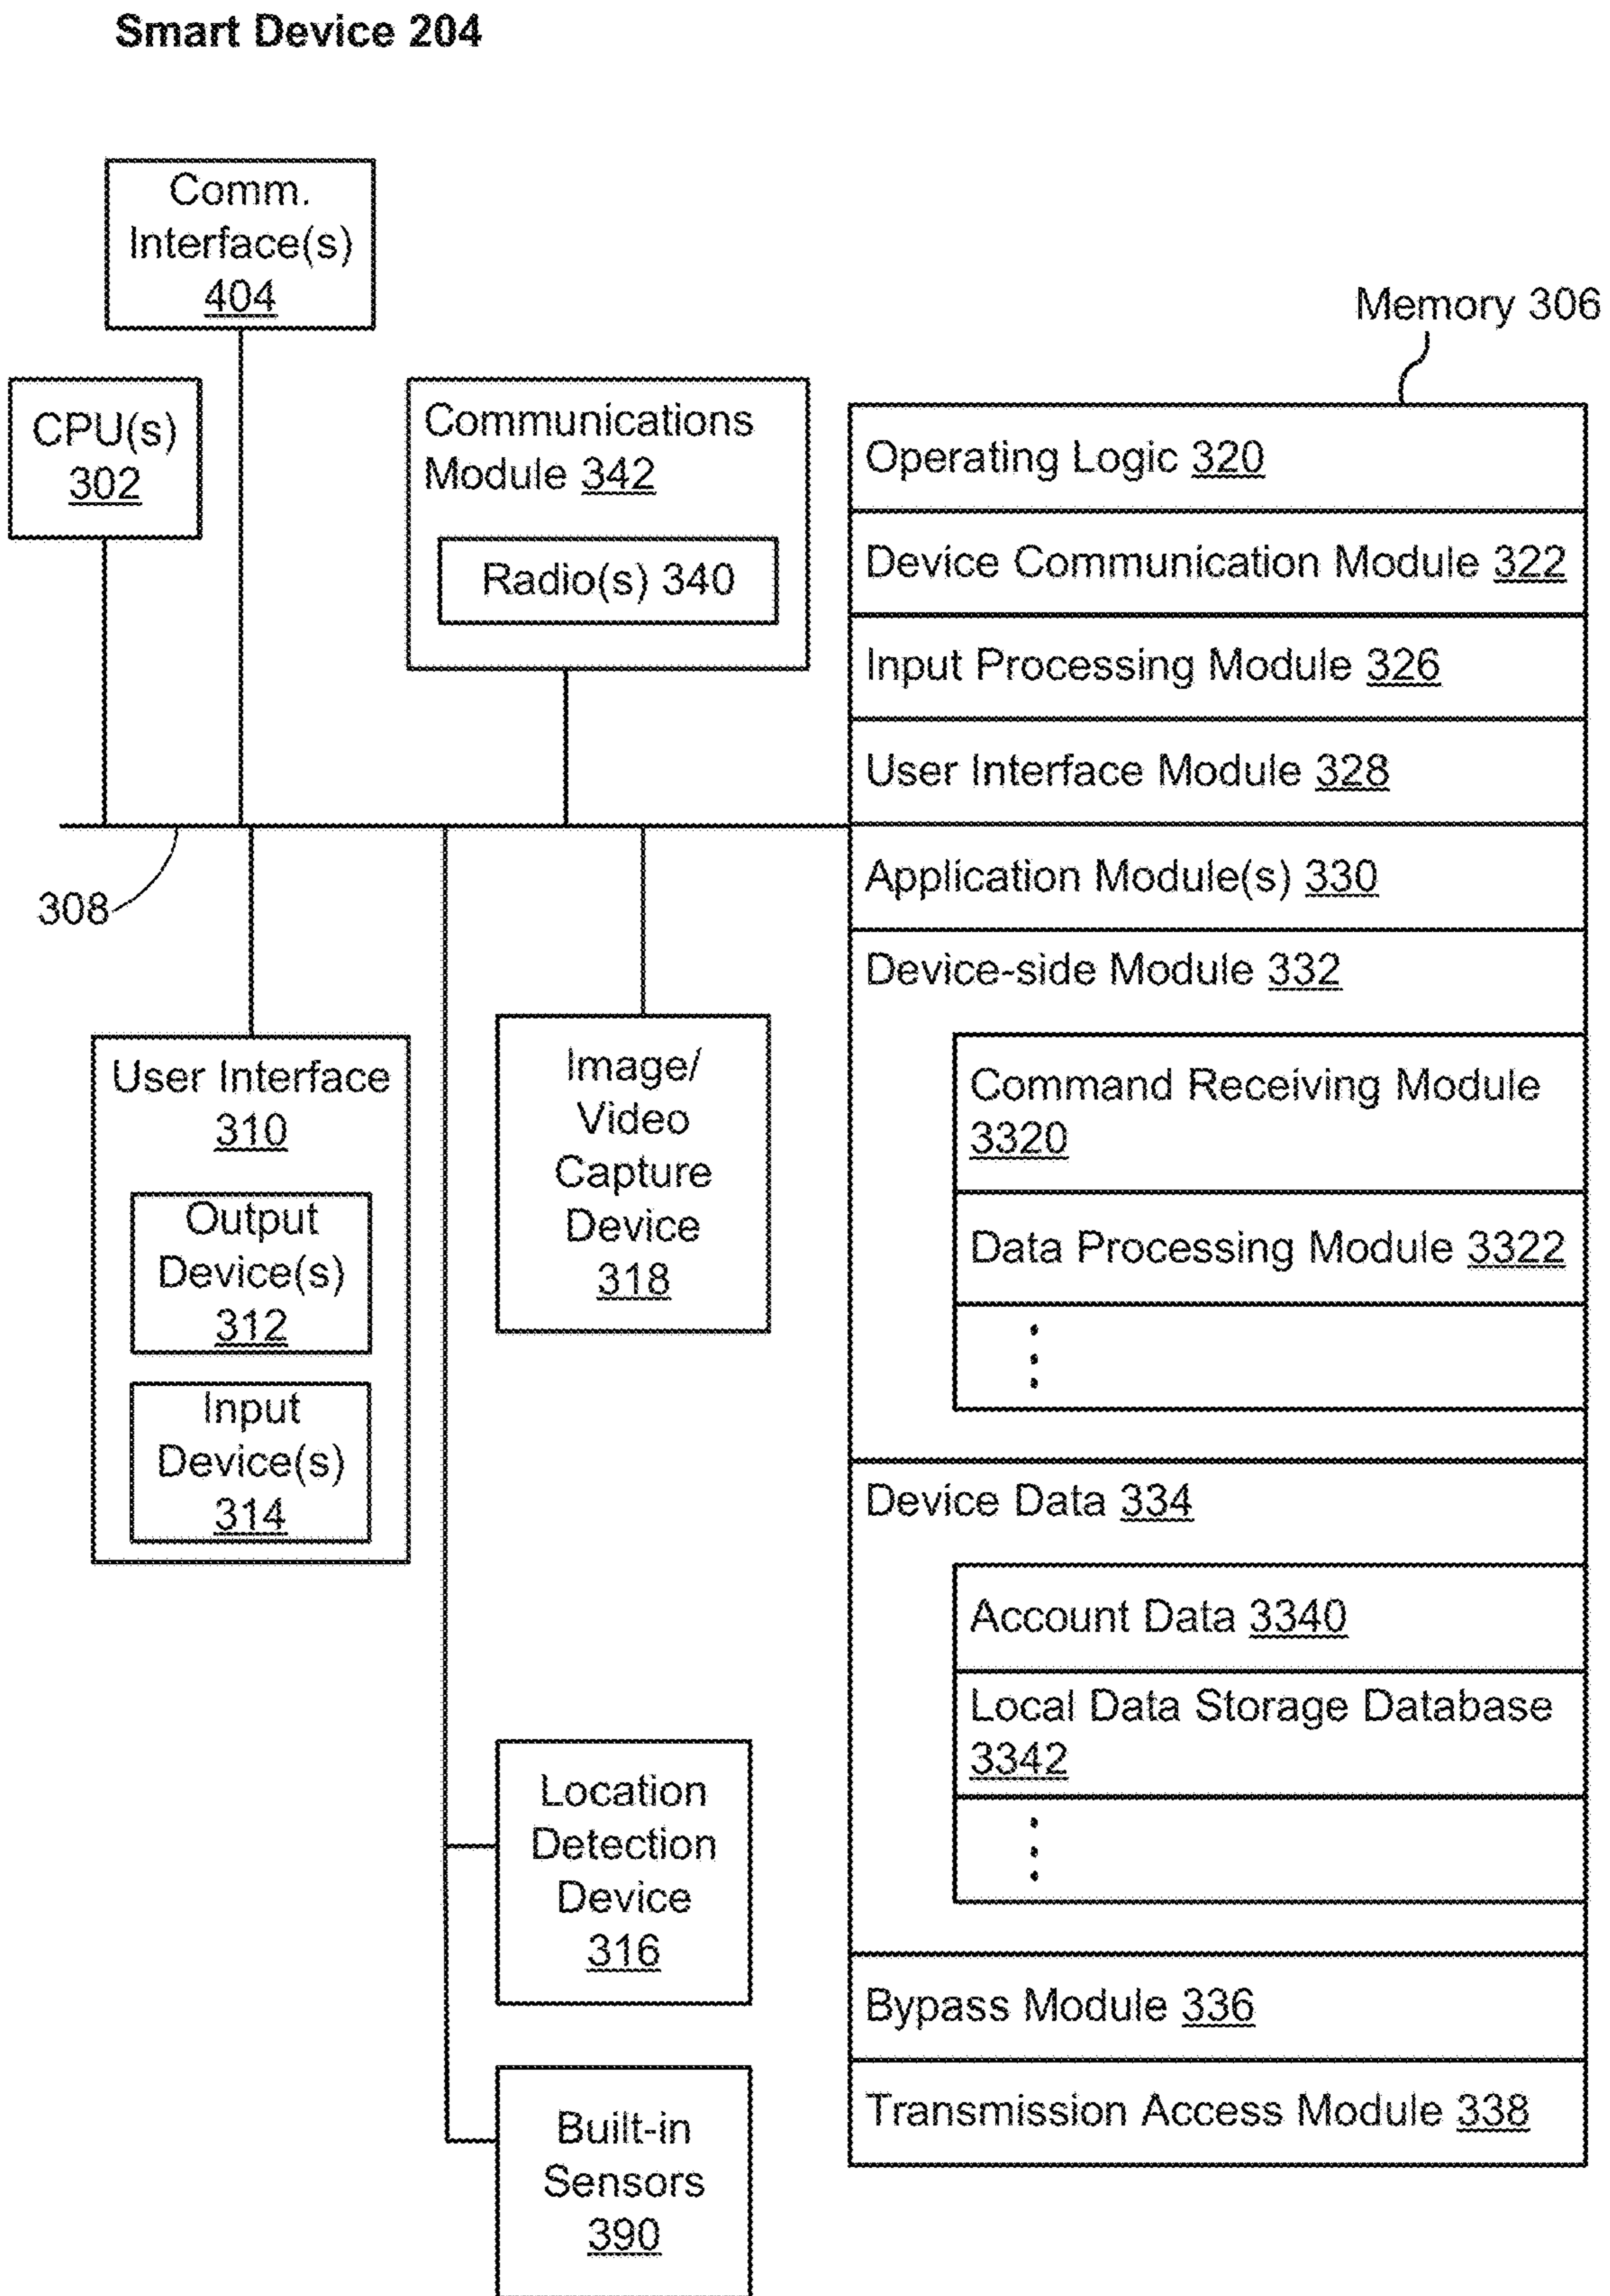 Smart Device 204
Comm.
Interface(s)
404
Memory 306
CPU(s)
302
Communications
Module 342
Radio(s) 340
Operating Logic 320
Device Communication Module 322
Input Processing Module 326
User Interface Module 328
308
Application Module(s) 330
Device-side Module 332
Command Receiving Module
3320
Data Processing Module 3322
User Interface
310
Output
Device(s)
312
Input
Device(s)
314
Image/
Video
Capture
Device
318
Device Data 334
Account Data 3340
Local Data Storage Database
3342
Location
Detection
Device
316
Built-in
Sensors
390
Bypass Module 336
Transmission Access Module 338